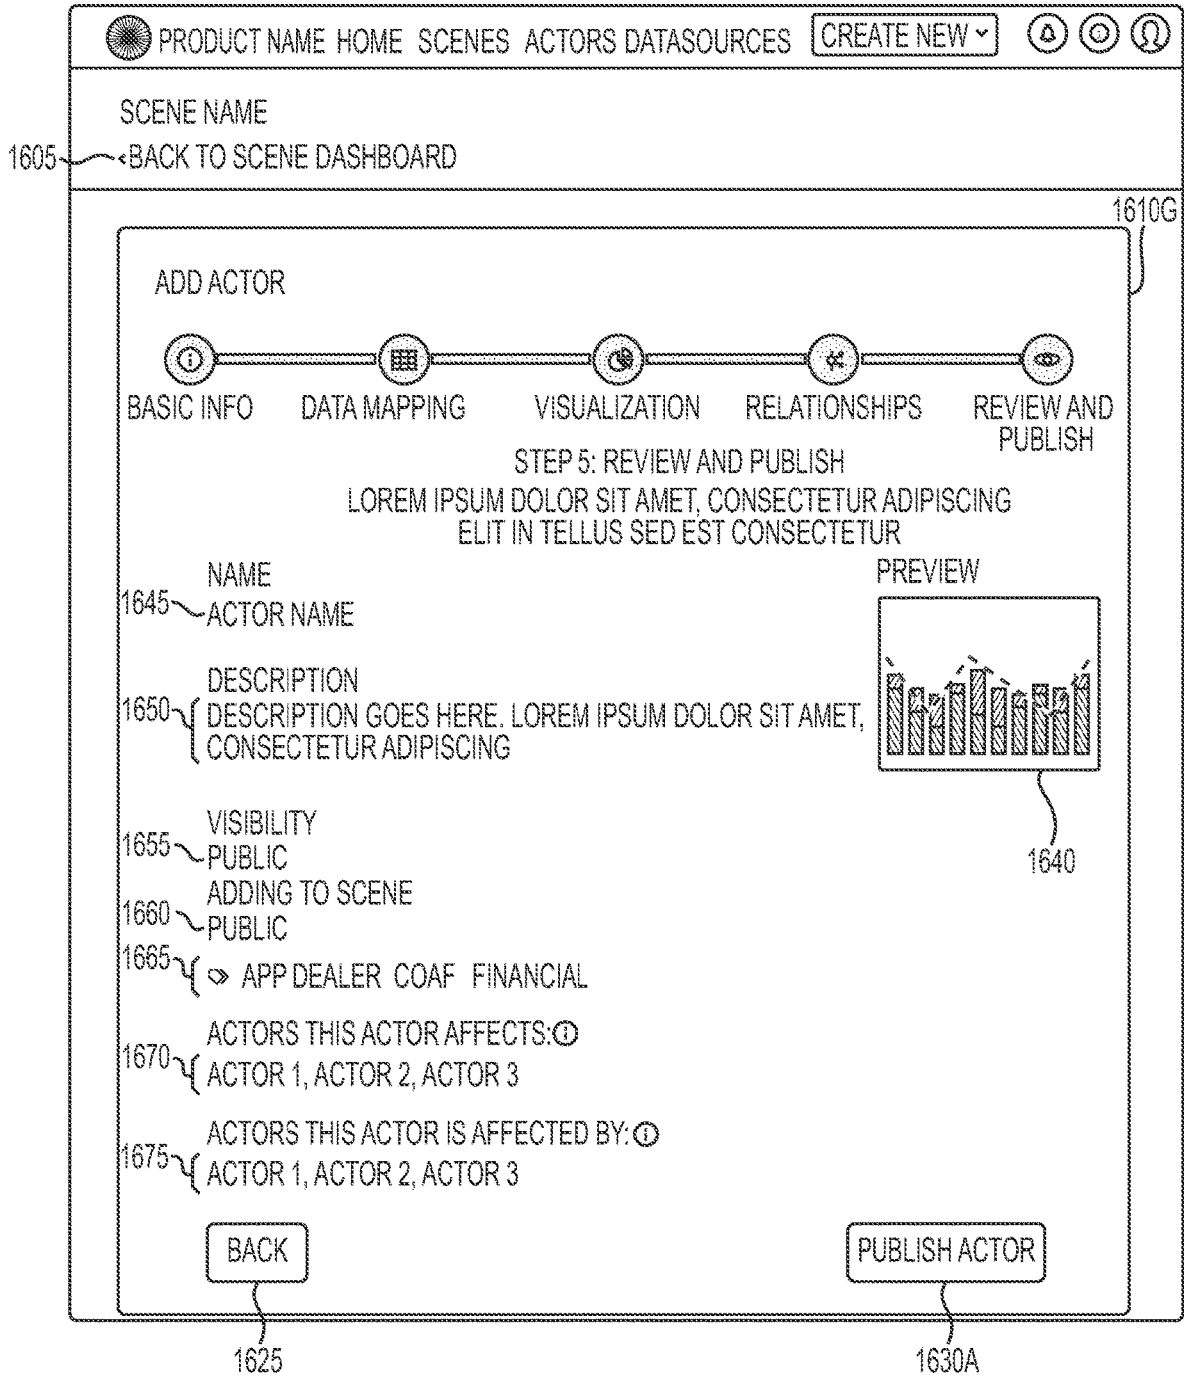 PRODUCT NAME HOME SCENES ACTORS DATASOURCES CREATE NEW
SCENE NAME
1605 <BACK TO SCENE DASHBOARD
1610G
ADD ACTOR
BASIC INFO DATA MAPPING VISUALIZATION RELATIONSHIPS REVIEW AND
PUBLISH
STEP 5: REVIEW AND PUBLISH
LOREM IPSUM DOLOR SIT AMET, CONSECTETUR ADIPISCING
ELIT IN TELLUS SED EST CONSECTETUR
NAME
1645 ACTOR NAME
PREVIEW
1640
DESCRIPTION
1650 DESCRIPTION GOES HERE. LOREM IPSUM DOLOR SIT AMET,
CONSECTETUR ADIPISCING
VISIBILITY
1655 PUBLIC
ADDING TO SCENE
1660 PUBLIC
1665 APP DEALER COAF FINANCIAL
ACTORS THIS ACTOR AFFECTS:
1670 ACTOR 1, ACTOR 2, ACTOR 3
ACTORS THIS ACTOR IS AFFECTED BY:
1675 ACTOR 1, ACTOR 2, ACTOR 3
BACK PUBLISH ACTOR
1625 1630A